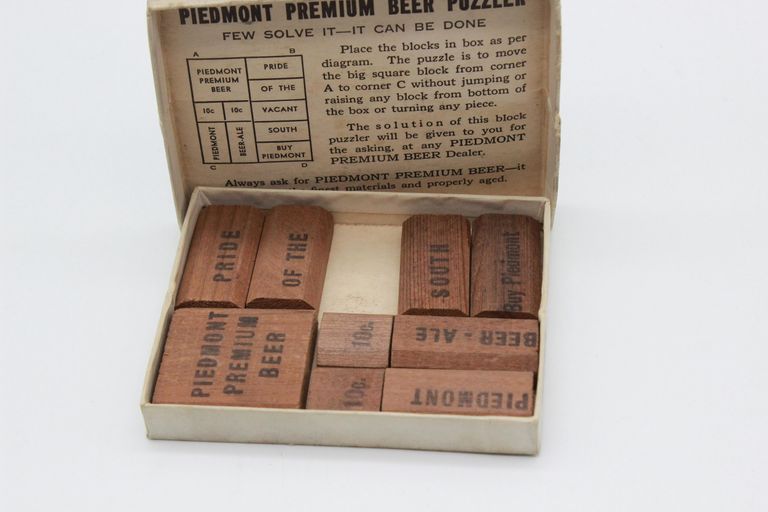 PIEDMONT PREMIUM BEER PUZZLER
FEW SOLVE IT—IT CAN BE DONE
A B
PIEDMONT
PREMIUM
BEER
PRIDE
OF THE
10c 10c
VACANT
PIEDMONT
BEER-ALE
SOUTH
BUY
PIEDMONT
C D
Place the blocks in box as per
diagram. The puzzle is to move
the big square block from corner
A to corner C without jumping or
raising any block from bottom of
the box or turning any piece.
The solution of this block
puzzler will be given to you for
the asking, at any PIEDMONT
PREMIUM BEER Dealer.
Always ask for PIEDMONT PREMIUM BEER—it
finest materials and properly aged.
PRIDE
OF THE
SOUTH
Buy Piedmont
PIEDMONT
PREMIUM
BEER
10c.
10c.
BEER-ALE
PIEDMONT